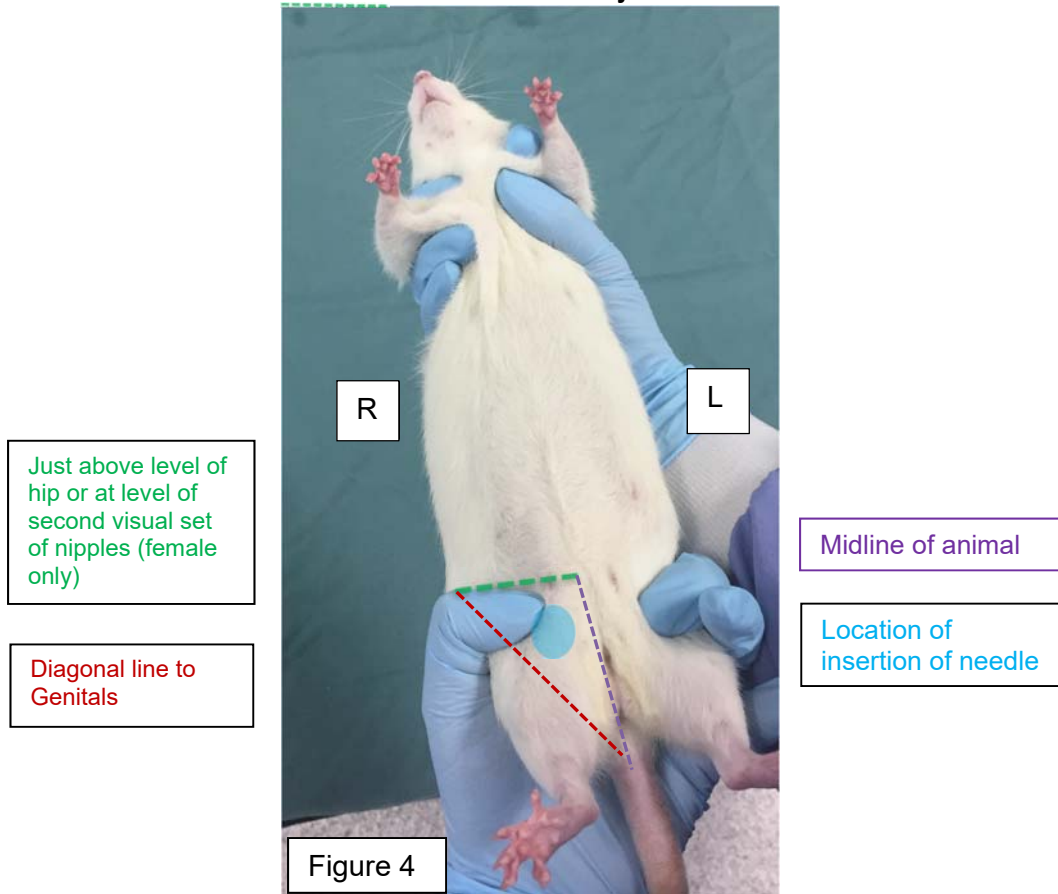 R
L
Just above level of
hip or at level of
second visual set
of nipples (female
only)
Midline of animal
Location of
insertion of needle
Diagonal line to
Genitals
Figure 4